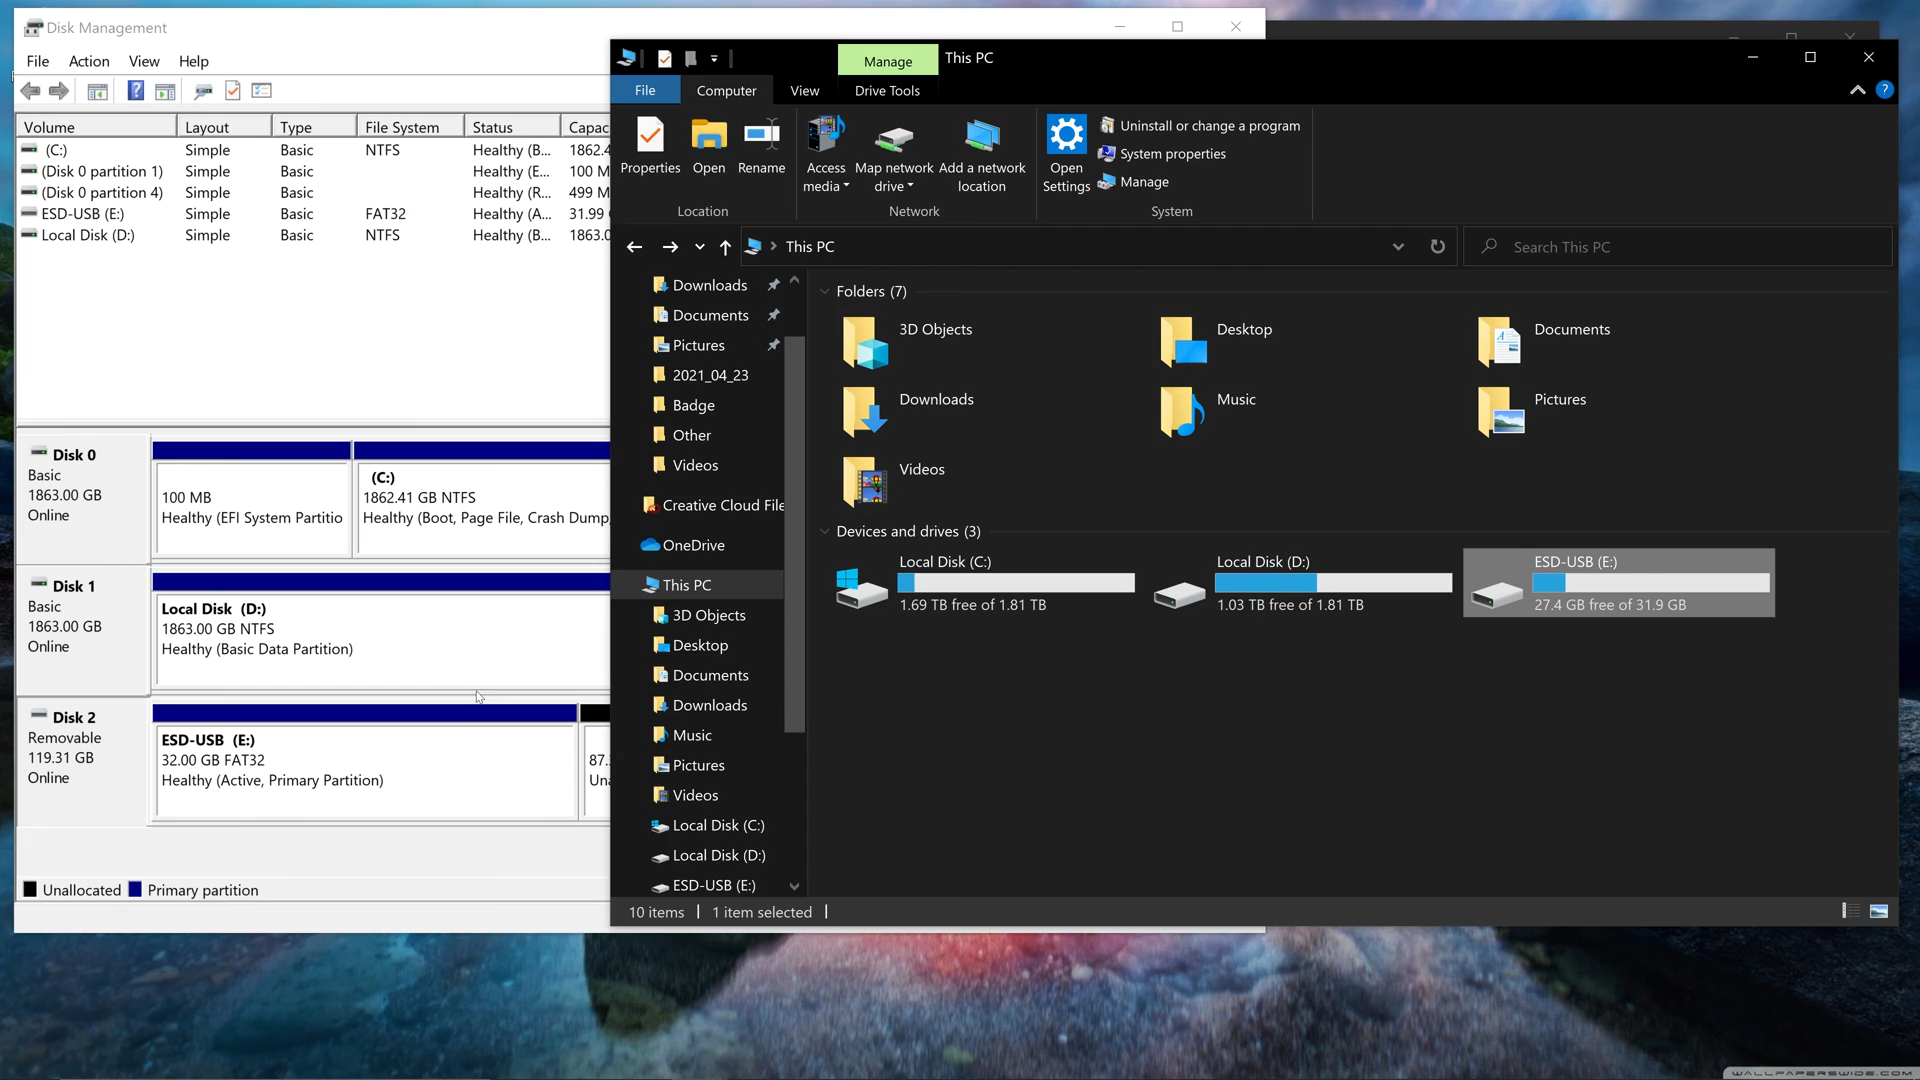 Disk Management
File Action View Help
Volume Layout Type File System Status Capac
(C:) Simple Basic NTFS Healthy (B... 1862.4
(Disk 0 partition 1) Simple Basic Healthy (E... 100 M
(Disk 0 partition 4) Simple Basic Healthy (R... 499 M
ESD-USB (E:) Simple Basic FAT32 Healthy (A... 31.99
Local Disk (D:) Simple Basic NTFS Healthy (B... 1863.0
Disk 0
Basic
1863.00 GB
Online
100 MB
Healthy (EFI System Partitio
(C:)
1862.41 GB NTFS
Healthy (Boot, Page File, Crash Dump,
Disk 1
Basic
1863.00 GB
Online
Local Disk (D:)
1863.00 GB NTFS
Healthy (Basic Data Partition)
Disk 2
Removable
119.31 GB
Online
ESD-USB (E:)
32.00 GB FAT32
Healthy (Active, Primary Partition)
87.
Una
Unallocated Primary partition
Manage This PC
File Computer View Drive Tools
Properties Open Rename
Location
Access media
Map network drive
Add a network location
Network
Open Settings
Uninstall or change a program
System properties
Manage
System
This PC
Search This PC
Downloads
Documents
Pictures
2021_04_23
Badge
Other
Videos
Creative Cloud File
OneDrive
This PC
3D Objects
Desktop
Documents
Downloads
Music
Pictures
Videos
Local Disk (C:)
Local Disk (D:)
ESD-USB (E:)
Folders (7)
3D Objects Desktop Documents
Downloads Music Pictures
Videos
Devices and drives (3)
Local Disk (C:)
1.69 TB free of 1.81 TB
Local Disk (D:)
1.03 TB free of 1.81 TB
ESD-USB (E:)
27.4 GB free of 31.9 GB
10 items 1 item selected
WALLPAPERSWIDE.COM